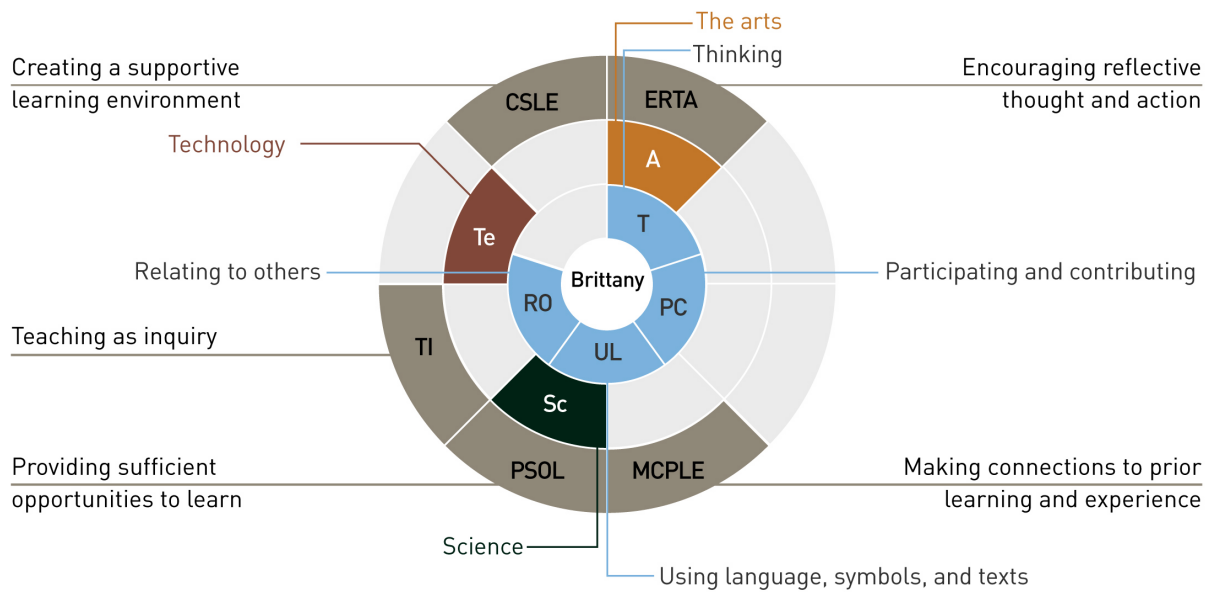 The arts
Thinking
Creating a supportive
learning environment
Encouraging reflective
thought and action
CSLE
ERTA
Technology
A
T
Te
Relating to others
Participating and contributing
Brittany
RO
PC
Teaching as inquiry
TI
UL
Sc
Providing sufficient
opportunities to learn
PSOL
MCPLE
Making connections to prior
learning and experience
Science
Using language, symbols, and texts